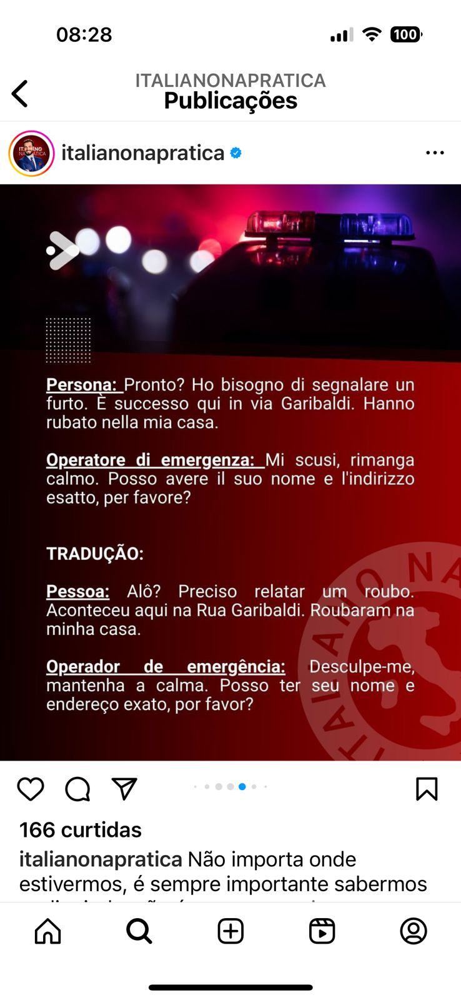 08:28
100
ITALIANONAPRATICA
Publicações
italianonapratica
Persona: Pronto? Ho bisogno di segnalare un
furto. È successo qui in via Garibaldi. Hanno
rubato nella mia casa.
Operatore di emergenza: Mi scusi, rimanga
calmo. Posso avere il suo nome e l'indirizzo
esatto, per favore?
TRADUÇÃO:
Pessoa: Alô? Preciso relatar um roubo.
Aconteceu aqui na Rua Garibaldi. Roubaram na
minha casa.
Operador de emergência: Desculpe-me,
mantenha a calma. Posso ter seu nome e
endereço exato, por favor?
ITALIANO NA
166 curtidas
italianonapratica Não importa onde
estivermos, é sempre importante sabermos